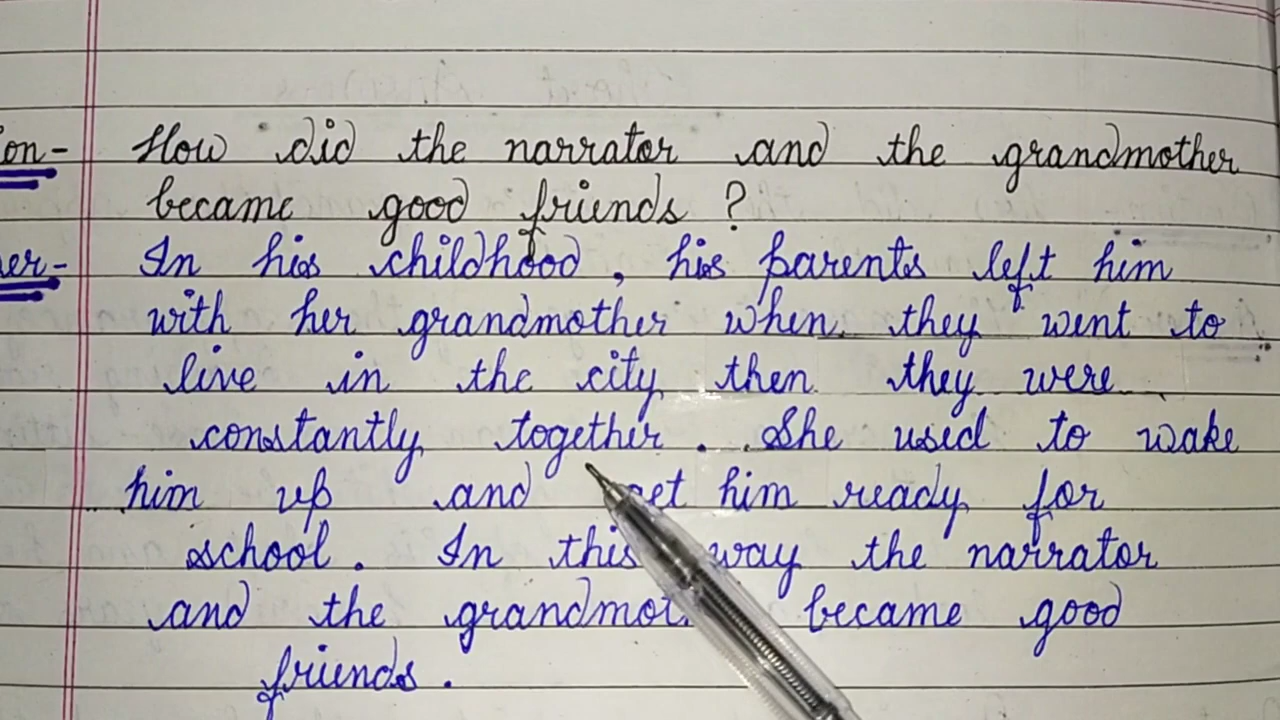 on- How did the narrator and the grandmother
became good friends ?
er- In his childhood, his parents left him
with her grandmother when they went to
live in the city then they were
constantly together. She used to wake
him up and get him ready for
school. In this way the narrator
and the grandmot became good
friends.